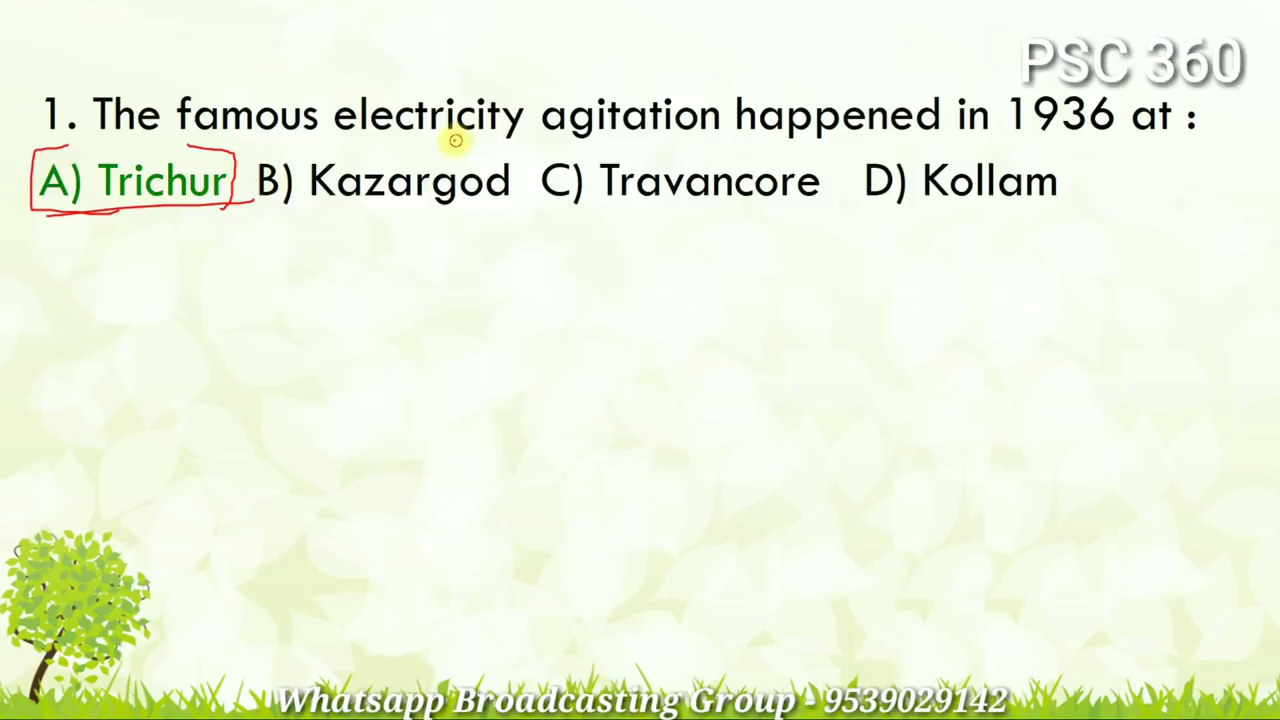 PSC 360
1. The famous electricity agitation happened in 1936 at :
A) Trichur B) Kazargod C) Travancore D) Kollam
Whatsapp Broadcasting Group - 9539029142